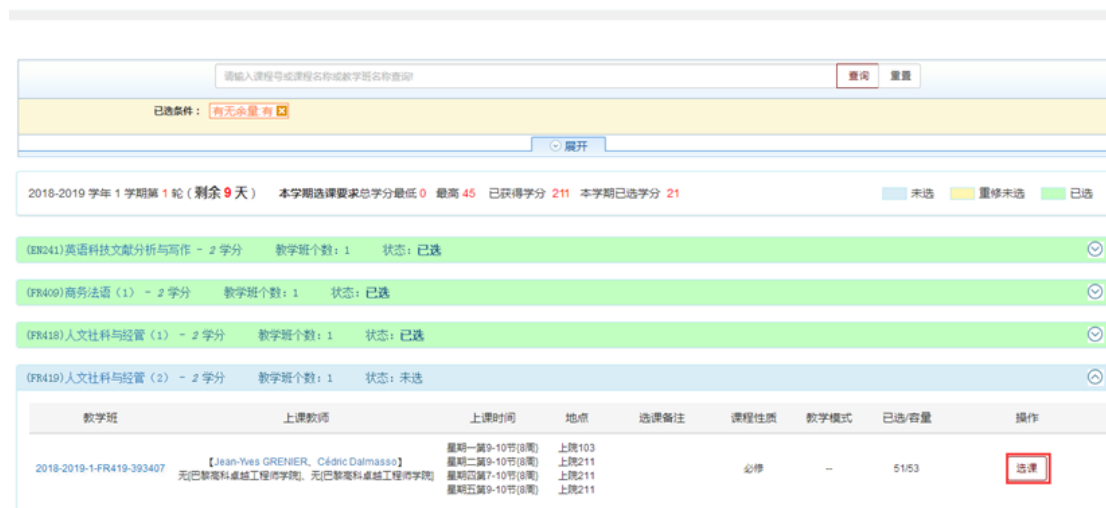 请输入课程号或课程名称或教学班名称查询!
查询 重置
已选条件： 有无余量 有
展开
2018-2019 学年 1 学期第 1 轮 ( 剩余 9 天 ) 本学期选课要求总学分最低 0 最高 45 已获得学分 211 本学期已选学分 21 未选 重修未选 已选
(EN241)英语科技文献分析与写作 - 2 学分 教学班个数：1 状态：已选
(FR409)商务法语（1） - 2 学分 教学班个数：1 状态：已选
(FR418)人文社科与经管（1） - 2 学分 教学班个数：1 状态：已选
(FR419)人文社科与经管（2） - 2 学分 教学班个数：1 状态：未选
教学班 上课教师 上课时间 地点 选课备注 课程性质 教学模式 已选/容量 操作
2018-2019-1-FR419-393407 【Jean-Yves GRENIER、Cédric Dalmasso】 无[巴黎高科卓越工程师学院]、无[巴黎高科卓越工程师学院] 必修 -- 51/53 选课
星期一第9-10节{8周} 上院103
星期二第9-10节{8周} 上院211
星期四第7-10节{8周} 上院211
星期五第9-10节{8周} 上院211